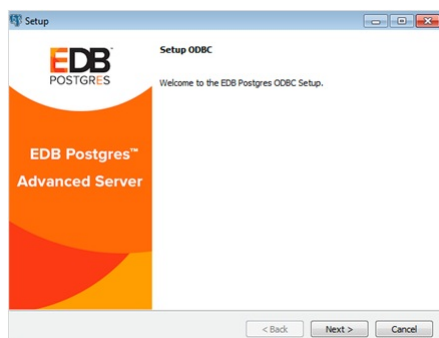 Setup
EDB
POSTGRES
Setup ODBC
Welcome to the EDB Postgres ODBC Setup.
EDB Postgres™
Advanced Server
< Back
Next >
Cancel